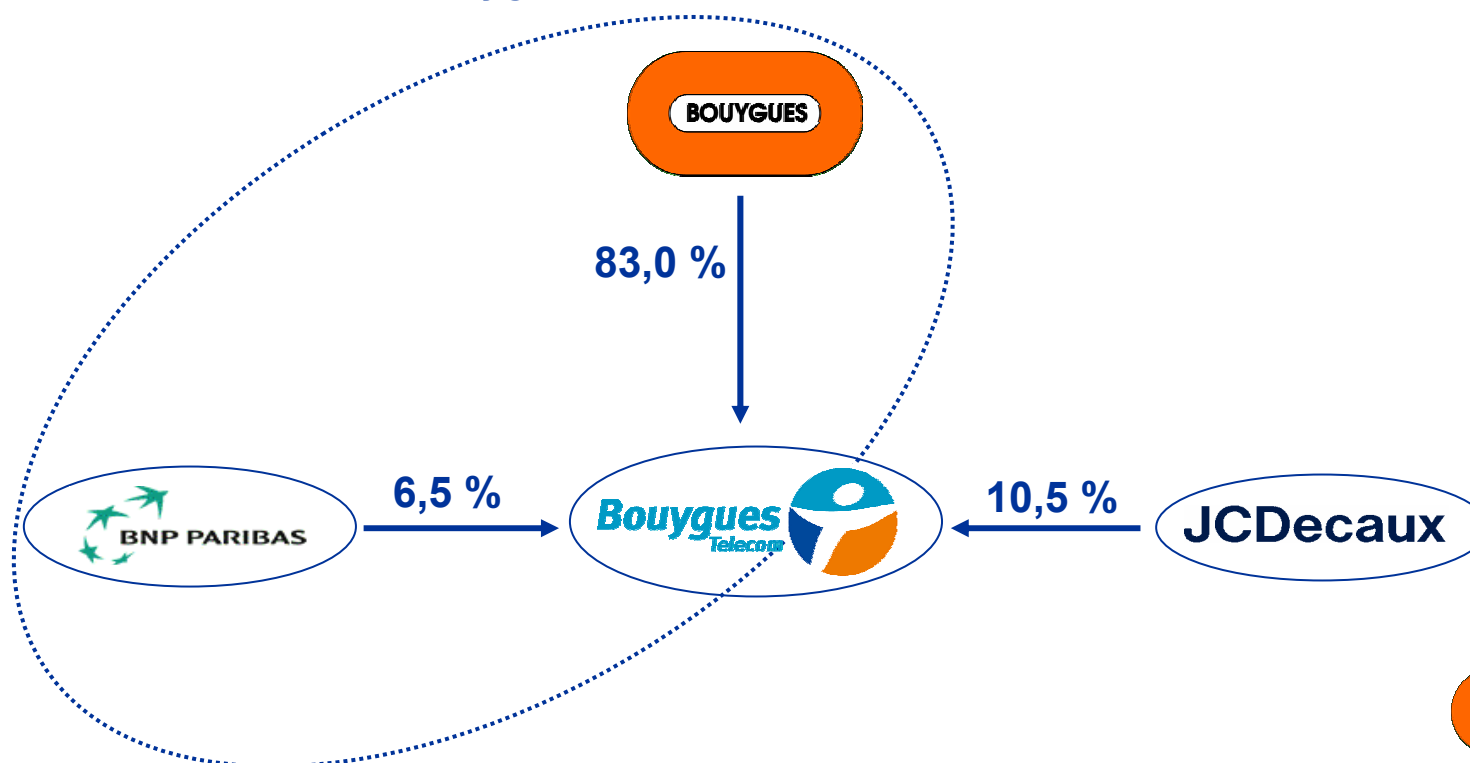 BOUYGUES
83,0 %
6,5 %
10,5 %
BNP PARIBAS
Bouygues
Telecom
JCDecaux